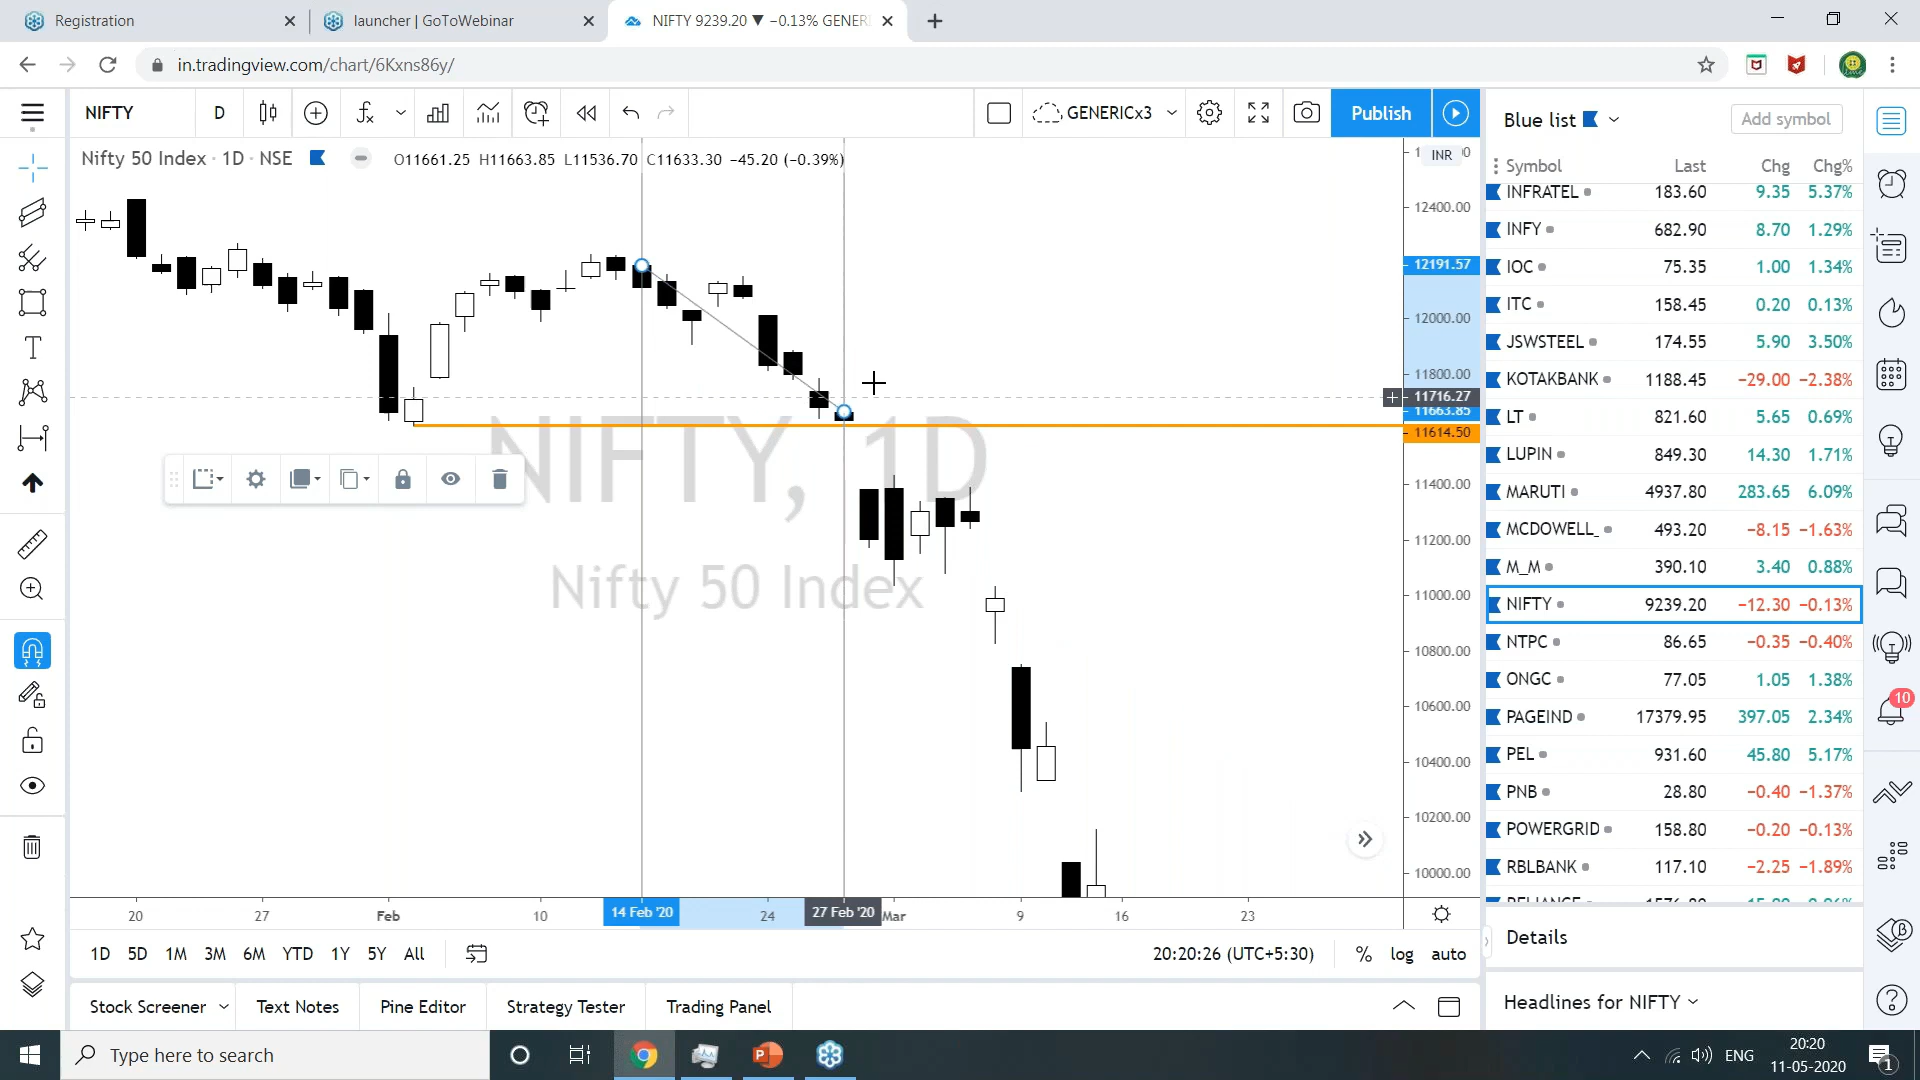 Registration
launcher | GoToWebinar
NIFTY 9239.20 ▼ −0.13% GENERI
in.tradingview.com/chart/6Kxns86y/
NIFTY
D
GENERICx3
Publish
Blue list
Add symbol
Nifty 50 Index · 1D · NSE
O11661.25 H11663.85 L11536.70 C11633.30 −45.20 (−0.39%)
INR
Symbol Last Chg Chg%
INFRATEL 183.60 9.35 5.37%
INFY 682.90 8.70 1.29%
IOC 75.35 1.00 1.34%
ITC 158.45 0.20 0.13%
JSWSTEEL 174.55 5.90 3.50%
KOTAKBANK 1188.45 −29.00 −2.38%
LT 821.60 5.65 0.69%
LUPIN 849.30 14.30 1.71%
MARUTI 4937.80 283.65 6.09%
MCDOWELL_ 493.20 −8.15 −1.63%
M_M 390.10 3.40 0.88%
NIFTY 9239.20 −12.30 −0.13%
NTPC 86.65 −0.35 −0.40%
ONGC 77.05 1.05 1.38%
PAGEIND 17379.95 397.05 2.34%
PEL 931.60 45.80 5.17%
PNB 28.80 −0.40 −1.37%
POWERGRID 158.80 −0.20 −0.13%
RBLBANK 117.10 −2.25 −1.89%
12400.00
12191.57
12000.00
11800.00
11716.27
11663.85
11614.50
11400.00
11200.00
11000.00
10800.00
10600.00
10400.00
10200.00
10000.00
NIFTY, 1D
Nifty 50 Index
20 27 Feb 10 14 Feb '20 24 27 Feb '20 Mar 9 16 23
1D 5D 1M 3M 6M YTD 1Y 5Y All
20:20:26 (UTC+5:30)
% log auto
Details
Headlines for NIFTY
10
Stock Screener
Text Notes
Pine Editor
Strategy Tester
Trading Panel
Type here to search
ENG
20:20
11-05-2020
1